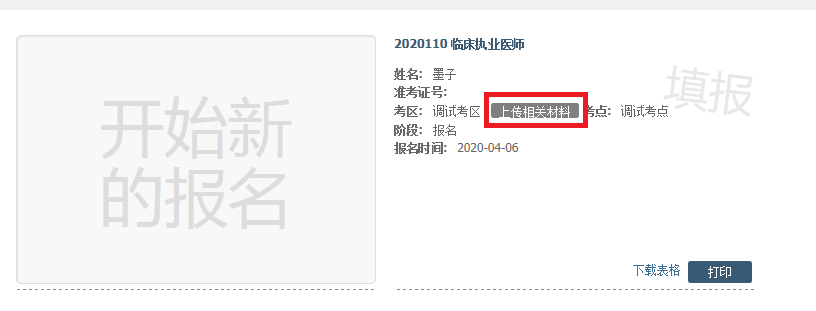 开始新
的报名
2020110 临床执业医师
填报
姓名: 墨子
准考证号:
考区: 调试考区 上传相关材料 考点: 调试考点
阶段: 报名
报名时间: 2020-04-06
下载表格 打印